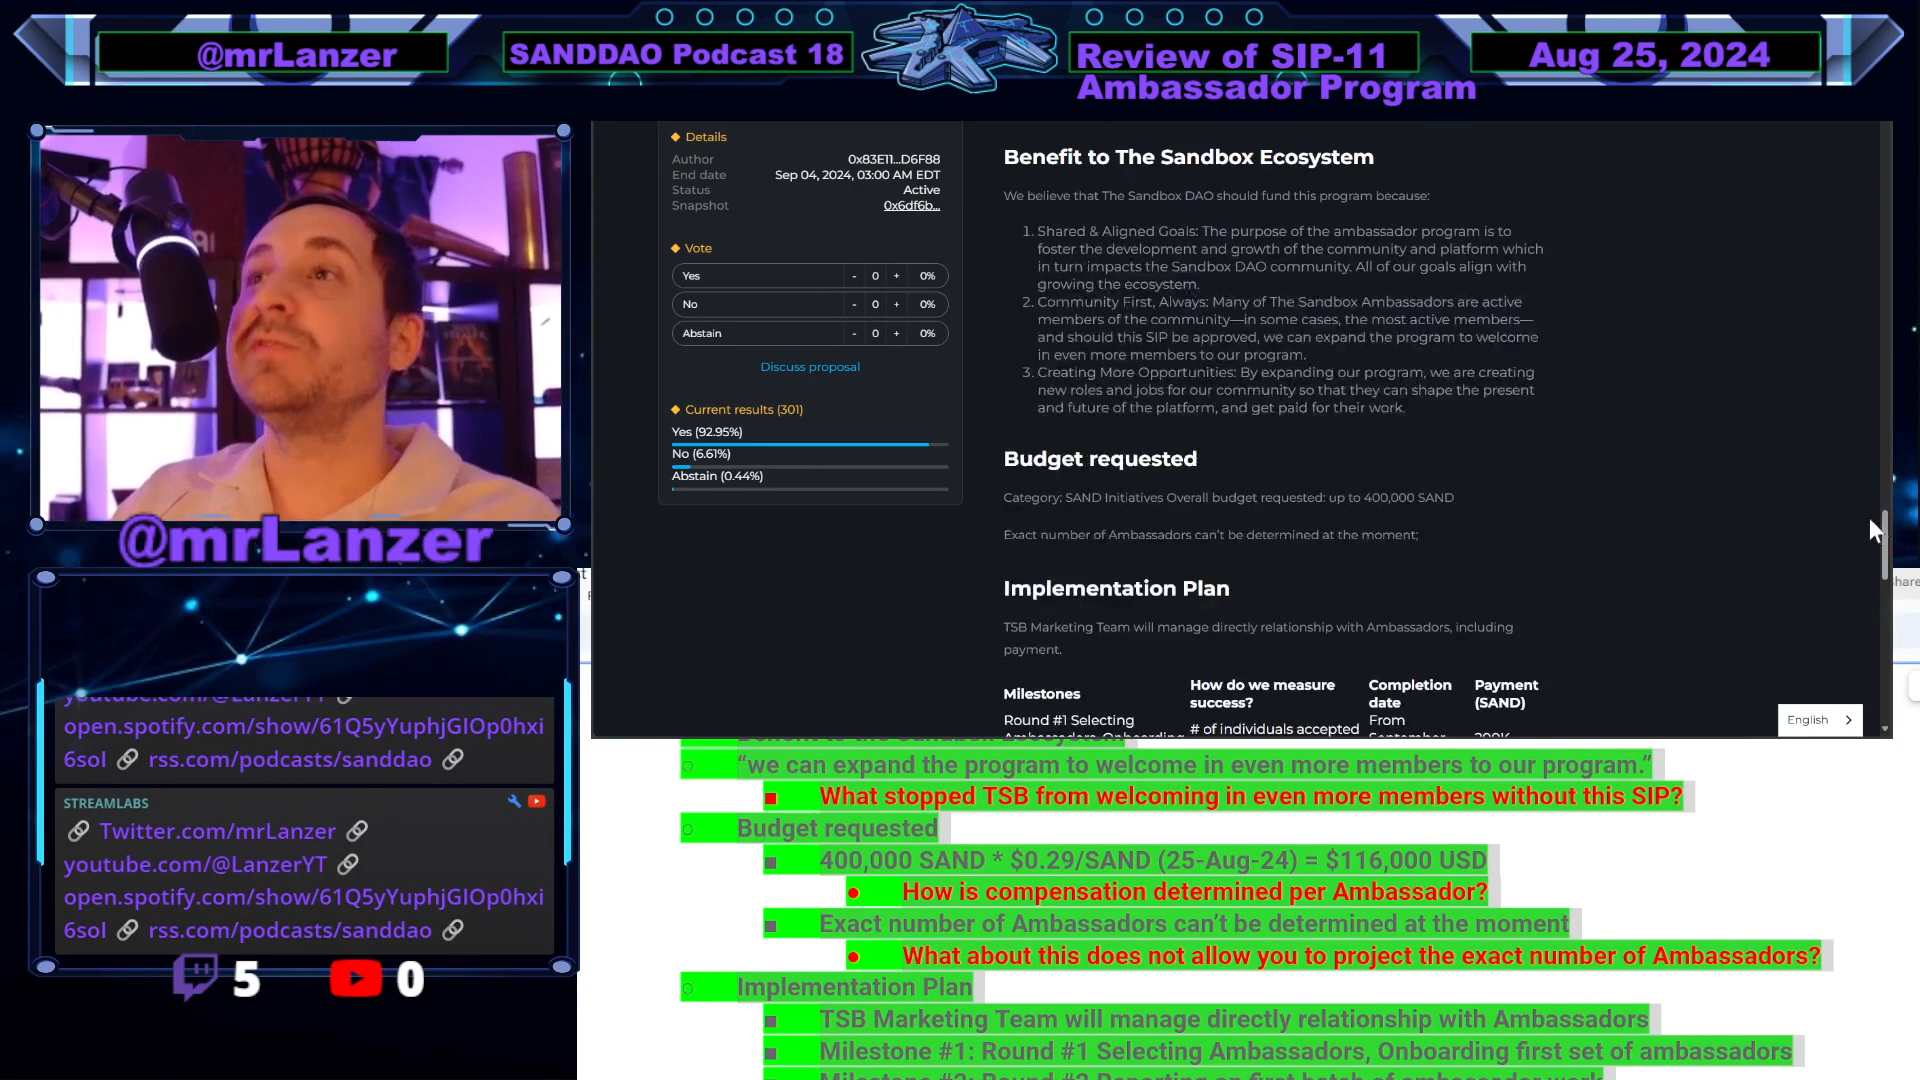 @mrLanzer
SANDDAO Podcast 18
Review of SIP-11
Ambassador Program
Aug 25, 2024
Details
Author 0x83E11...D6F88
End date Sep 04, 2024, 03:00 AM EDT
Status Active
Snapshot 0x6df6b...
Vote
Yes - 0 + 0%
No - 0 + 0%
Abstain - 0 + 0%
Discuss proposal
Current results (301)
Yes (92.95%)
No (6.61%)
Abstain (0.44%)
Benefit to The Sandbox Ecosystem
We believe that The Sandbox DAO should fund this program because:
1. Shared & Aligned Goals: The purpose of the ambassador program is to
foster the development and growth of the community and platform which
in turn impacts the Sandbox DAO community. All of our goals align with
growing the ecosystem.
2. Community First, Always: Many of The Sandbox Ambassadors are active
members of the community—in some cases, the most active members—
and should this SIP be approved, we can expand the program to welcome
in even more members to our program.
3. Creating More Opportunities: By expanding our program, we are creating
new roles and jobs for our community so that they can shape the present
and future of the platform, and get paid for their work.
Budget requested
Category: SAND Initiatives Overall budget requested: up to 400,000 SAND
Exact number of Ambassadors can't be determined at the moment;
Implementation Plan
TSB Marketing Team will manage directly relationship with Ambassadors, including
payment.
Milestones
How do we measure
success?
Completion
date
Payment
(SAND)
Round #1 Selecting
# of individuals accepted
From
September
200K
English
@mrLanzer
youtube.com/@LanzerYT
open.spotify.com/show/61Q5yYuphjGIOp0hxi
6sol rss.com/podcasts/sanddao
STREAMLABS
Twitter.com/mrLanzer
youtube.com/@LanzerYT
open.spotify.com/show/61Q5yYuphjGIOp0hxi
6sol rss.com/podcasts/sanddao
5
0
Benefit to the Sandbox Ecosystem
“we can expand the program to welcome in even more members to our program.”
What stopped TSB from welcoming in even more members without this SIP?
Budget requested
400,000 SAND * $0.29/SAND (25-Aug-24) = $116,000 USD
How is compensation determined per Ambassador?
Exact number of Ambassadors can’t be determined at the moment
What about this does not allow you to project the exact number of Ambassadors?
Implementation Plan
TSB Marketing Team will manage directly relationship with Ambassadors
Milestone #1: Round #1 Selecting Ambassadors, Onboarding first set of ambassadors